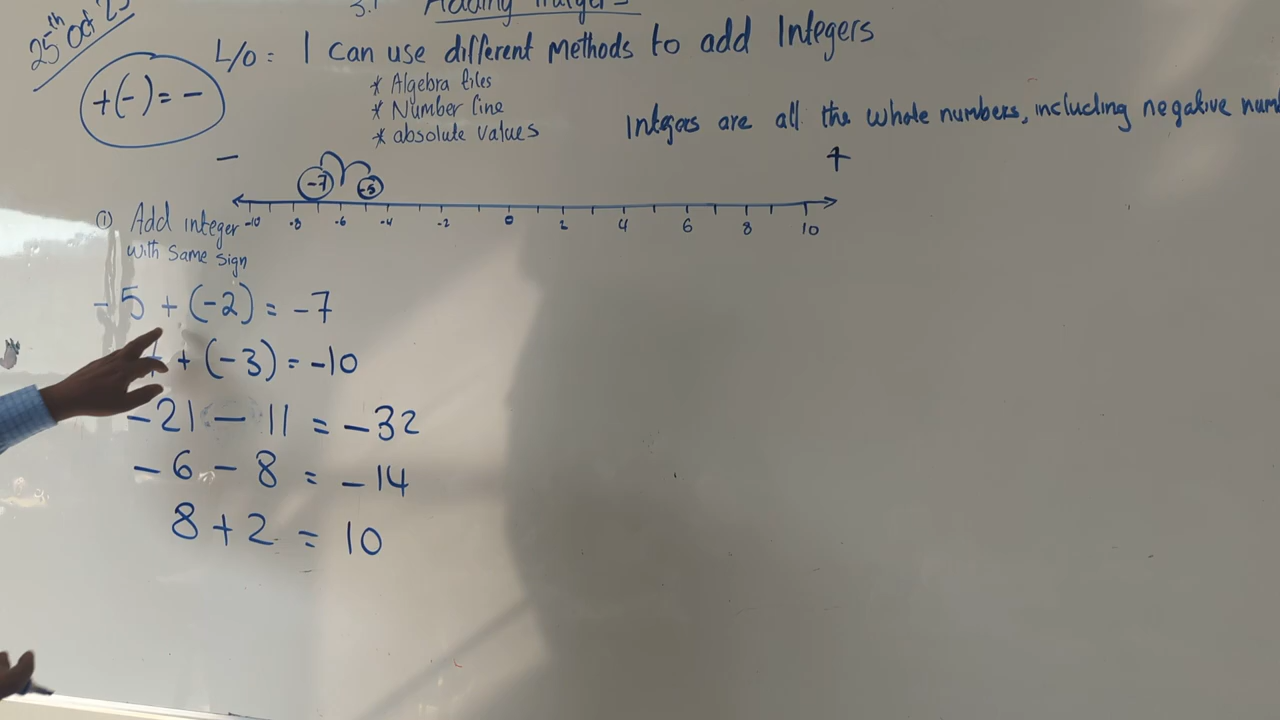 25th Oct 25
3.1 Adding Integers
L/O = I can use different methods to add Integers
* Algebra tiles
* Number line
* absolute values
+(-) = -
Integers are all the whole numbers, including negative num
- +
-7 -5
-10 -8 -6 -4 -2 0 2 4 6 8 10
① Add integer
with same sign
-5 + (-2) = -7
+ (-3) = -10
-21 - 11 = -32
-6 - 8 = -14
8 + 2 = 10